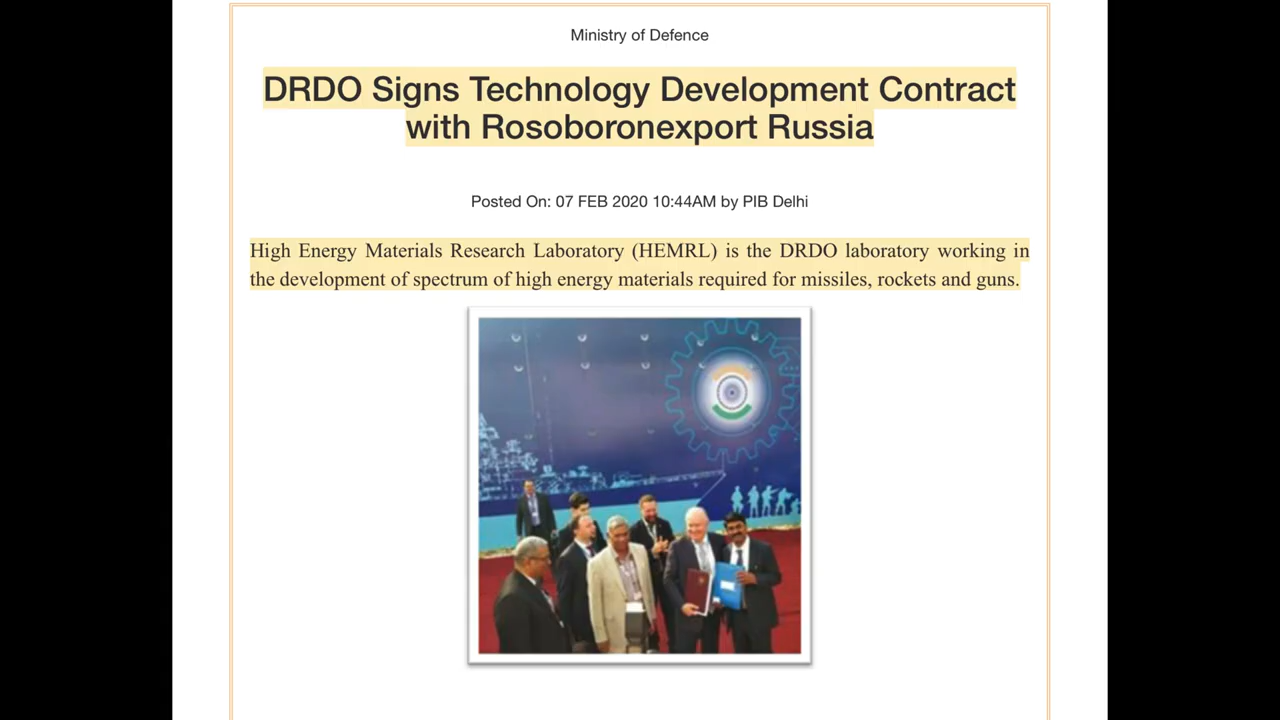 Ministry of Defence
DRDO Signs Technology Development Contract
with Rosoboronexport Russia
Posted On: 07 FEB 2020 10:44AM by PIB Delhi
High Energy Materials Research Laboratory (HEMRL) is the DRDO laboratory working in
the development of spectrum of high energy materials required for missiles, rockets and guns.